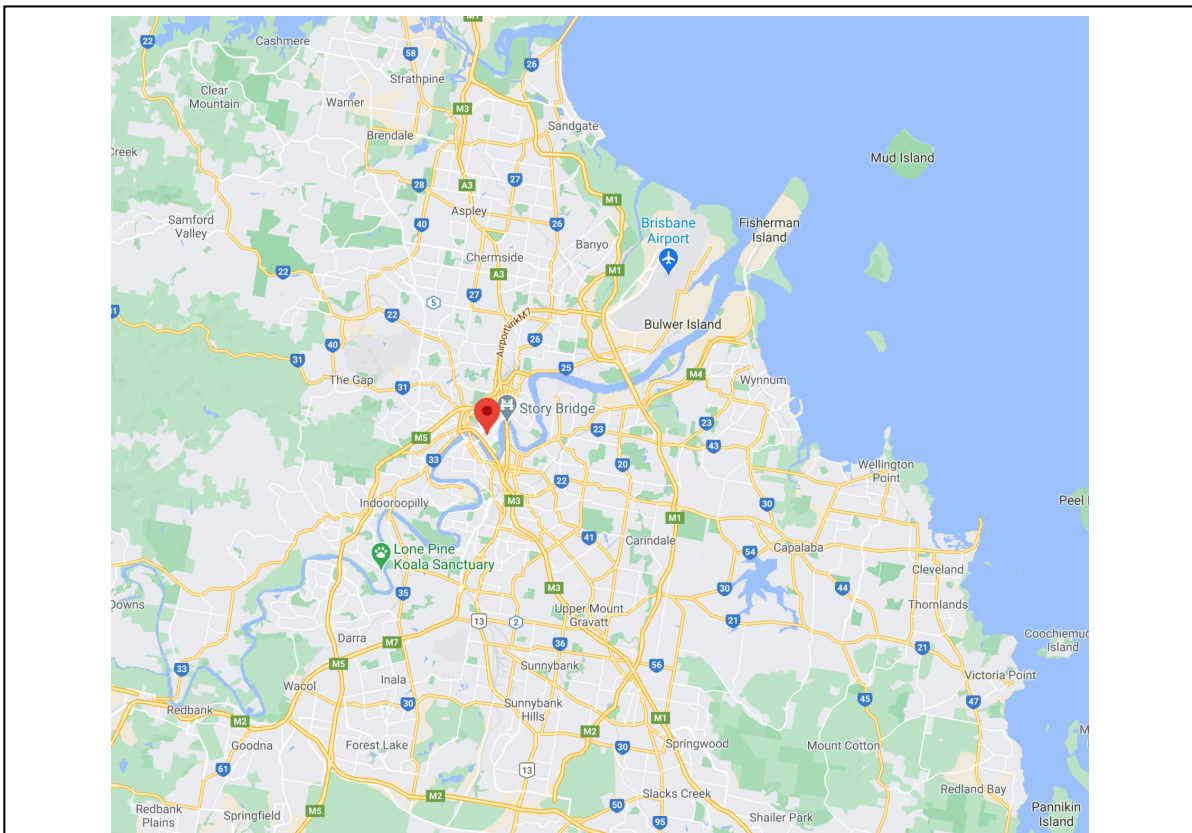 M1
22
Cashmere
58
26
Strathpine
Clear
Mountain
Warner
M3
Sandgate
Brendale
Creek
Mud Island
28
A3
27
M1
Samford
Valley
40
Aspley
26
Brisbane
Airport
Fisherman
Island
Banyo
Chermside
22
A3
M1
27
5
22
Bulwer Island
26
40
31
25
M4
The Gap
31
Wynnum
Story Bridge
23
23
M5
43
33
20
Wellington
Point
22
Indooroopilly
M3
30
Peel
M1
41
Carindale
Lone Pine
Koala Sanctuary
54
Capalaba
Cleveland
M3
30
44
35
Downs
Upper Mount
Gravatt
Thornlands
13
2
21
Darra
M7
36
Coochiemud
Island
21
33
M5
Sunnybank
56
Victoria Point
Wacol
Inala
30
Sunnybank
Hills
45
47
Redbank
M2
M1
Goodna
Forest Lake
M2
30
Springwood
Mount Cotton
61
13
Redland Bay
M2
Slacks Creek
50
Redbank
Plains
Springfield
M5
95
Shailer Park
Pannikin
Island